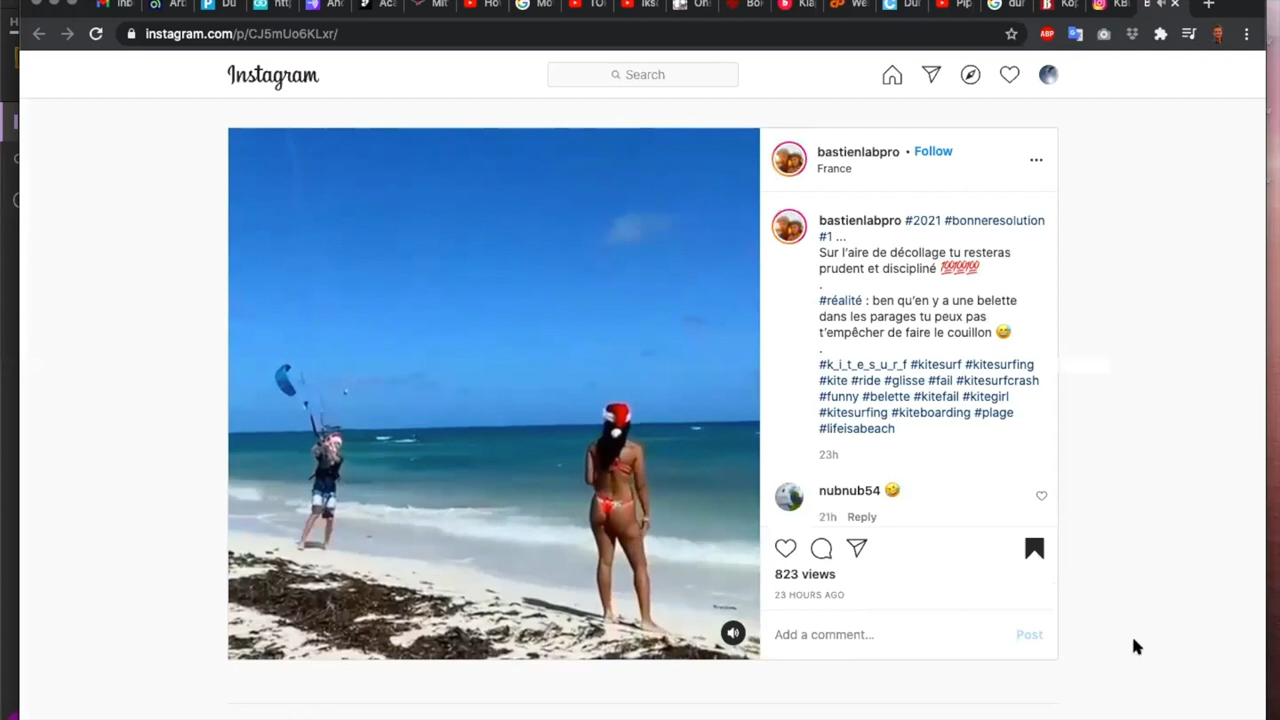 instagram.com/p/CJ5mUo6KLxr/
ABP
Instagram
Search
bastienlabpro • Follow
France
bastienlabpro #2021 #bonneresolution
#1 ...
Sur l'aire de décollage tu resteras
prudent et discipliné 💯💯💯
.
#réalité : ben qu'en y a une belette
dans les parages tu peux pas
t'empêcher de faire le couillon 😅
.
#k_i_t_e_s_u_r_f #kitesurf #kitesurfing
#kite #ride #glisse #fail #kitesurfcrash
#funny #belette #kitefail #kitegirl
#kitesurfing #kiteboarding #plage
#lifeisabeach
23h
nubnub54 🤣
21h Reply
823 views
23 HOURS AGO
Add a comment...
Post